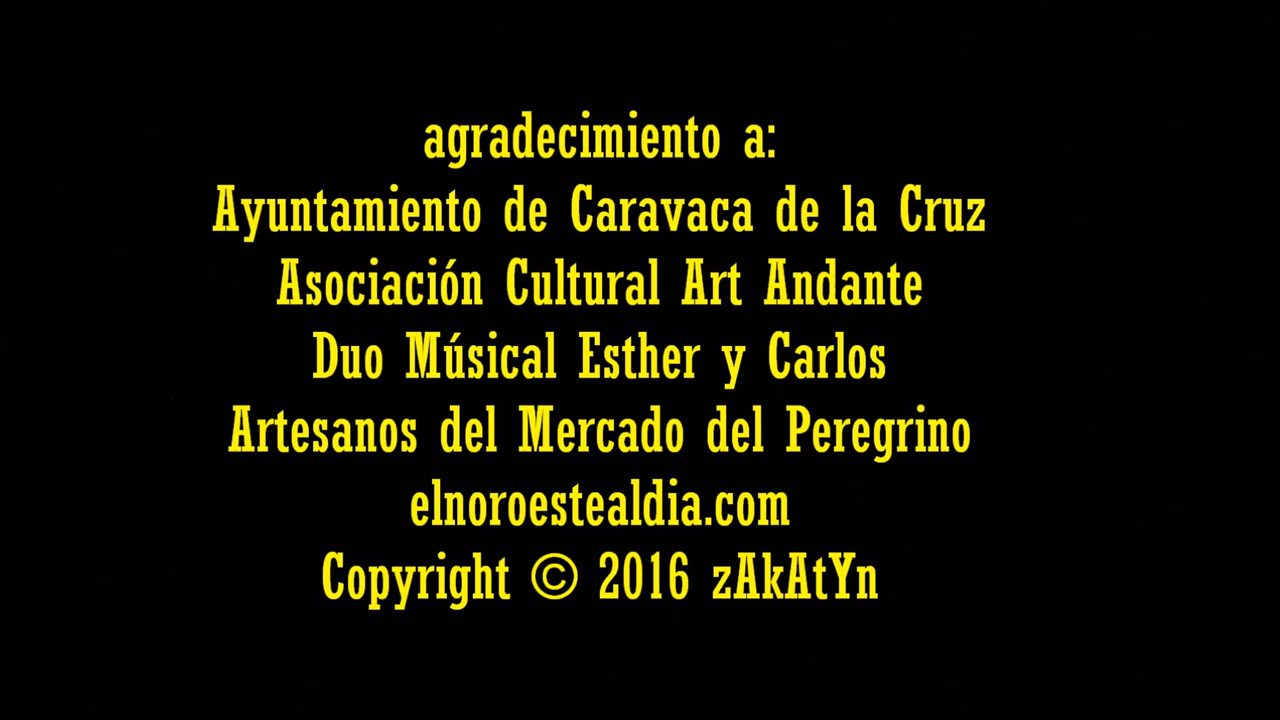 agradecimiento a:
Ayuntamiento de Caravaca de la Cruz
Asociación Cultural Art Andante
Duo Músical Esther y Carlos
Artesanos del Mercado del Peregrino
elnoroestealdia.com
Copyright © 2016 zAkAtYn